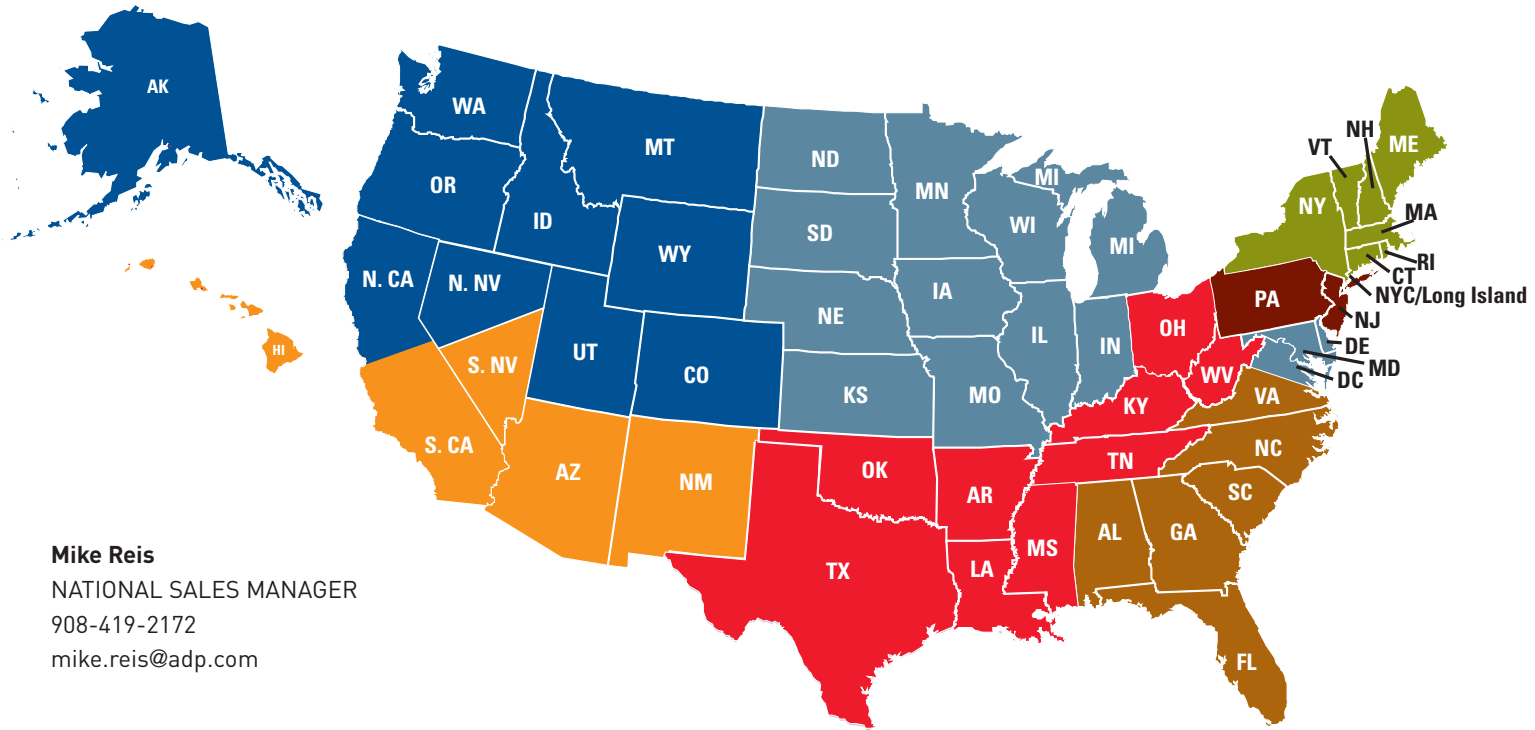 AK
WA
MT
ND
MN
MI
NH
VT
ME
OR
ID
SD
WI
MI
NY
MA
WY
RI
CT
N. CA
N. NV
NE
IA
NYC/Long Island
PA
NJ
OH
HI
UT
IL
IN
DE
MD
DC
S. NV
CO
KS
MO
WV
KY
VA
S. CA
AZ
NM
OK
AR
TN
NC
SC
MS
AL
GA
TX
LA
FL
Mike Reis
NATIONAL SALES MANAGER
908-419-2172
mike.reis@adp.com